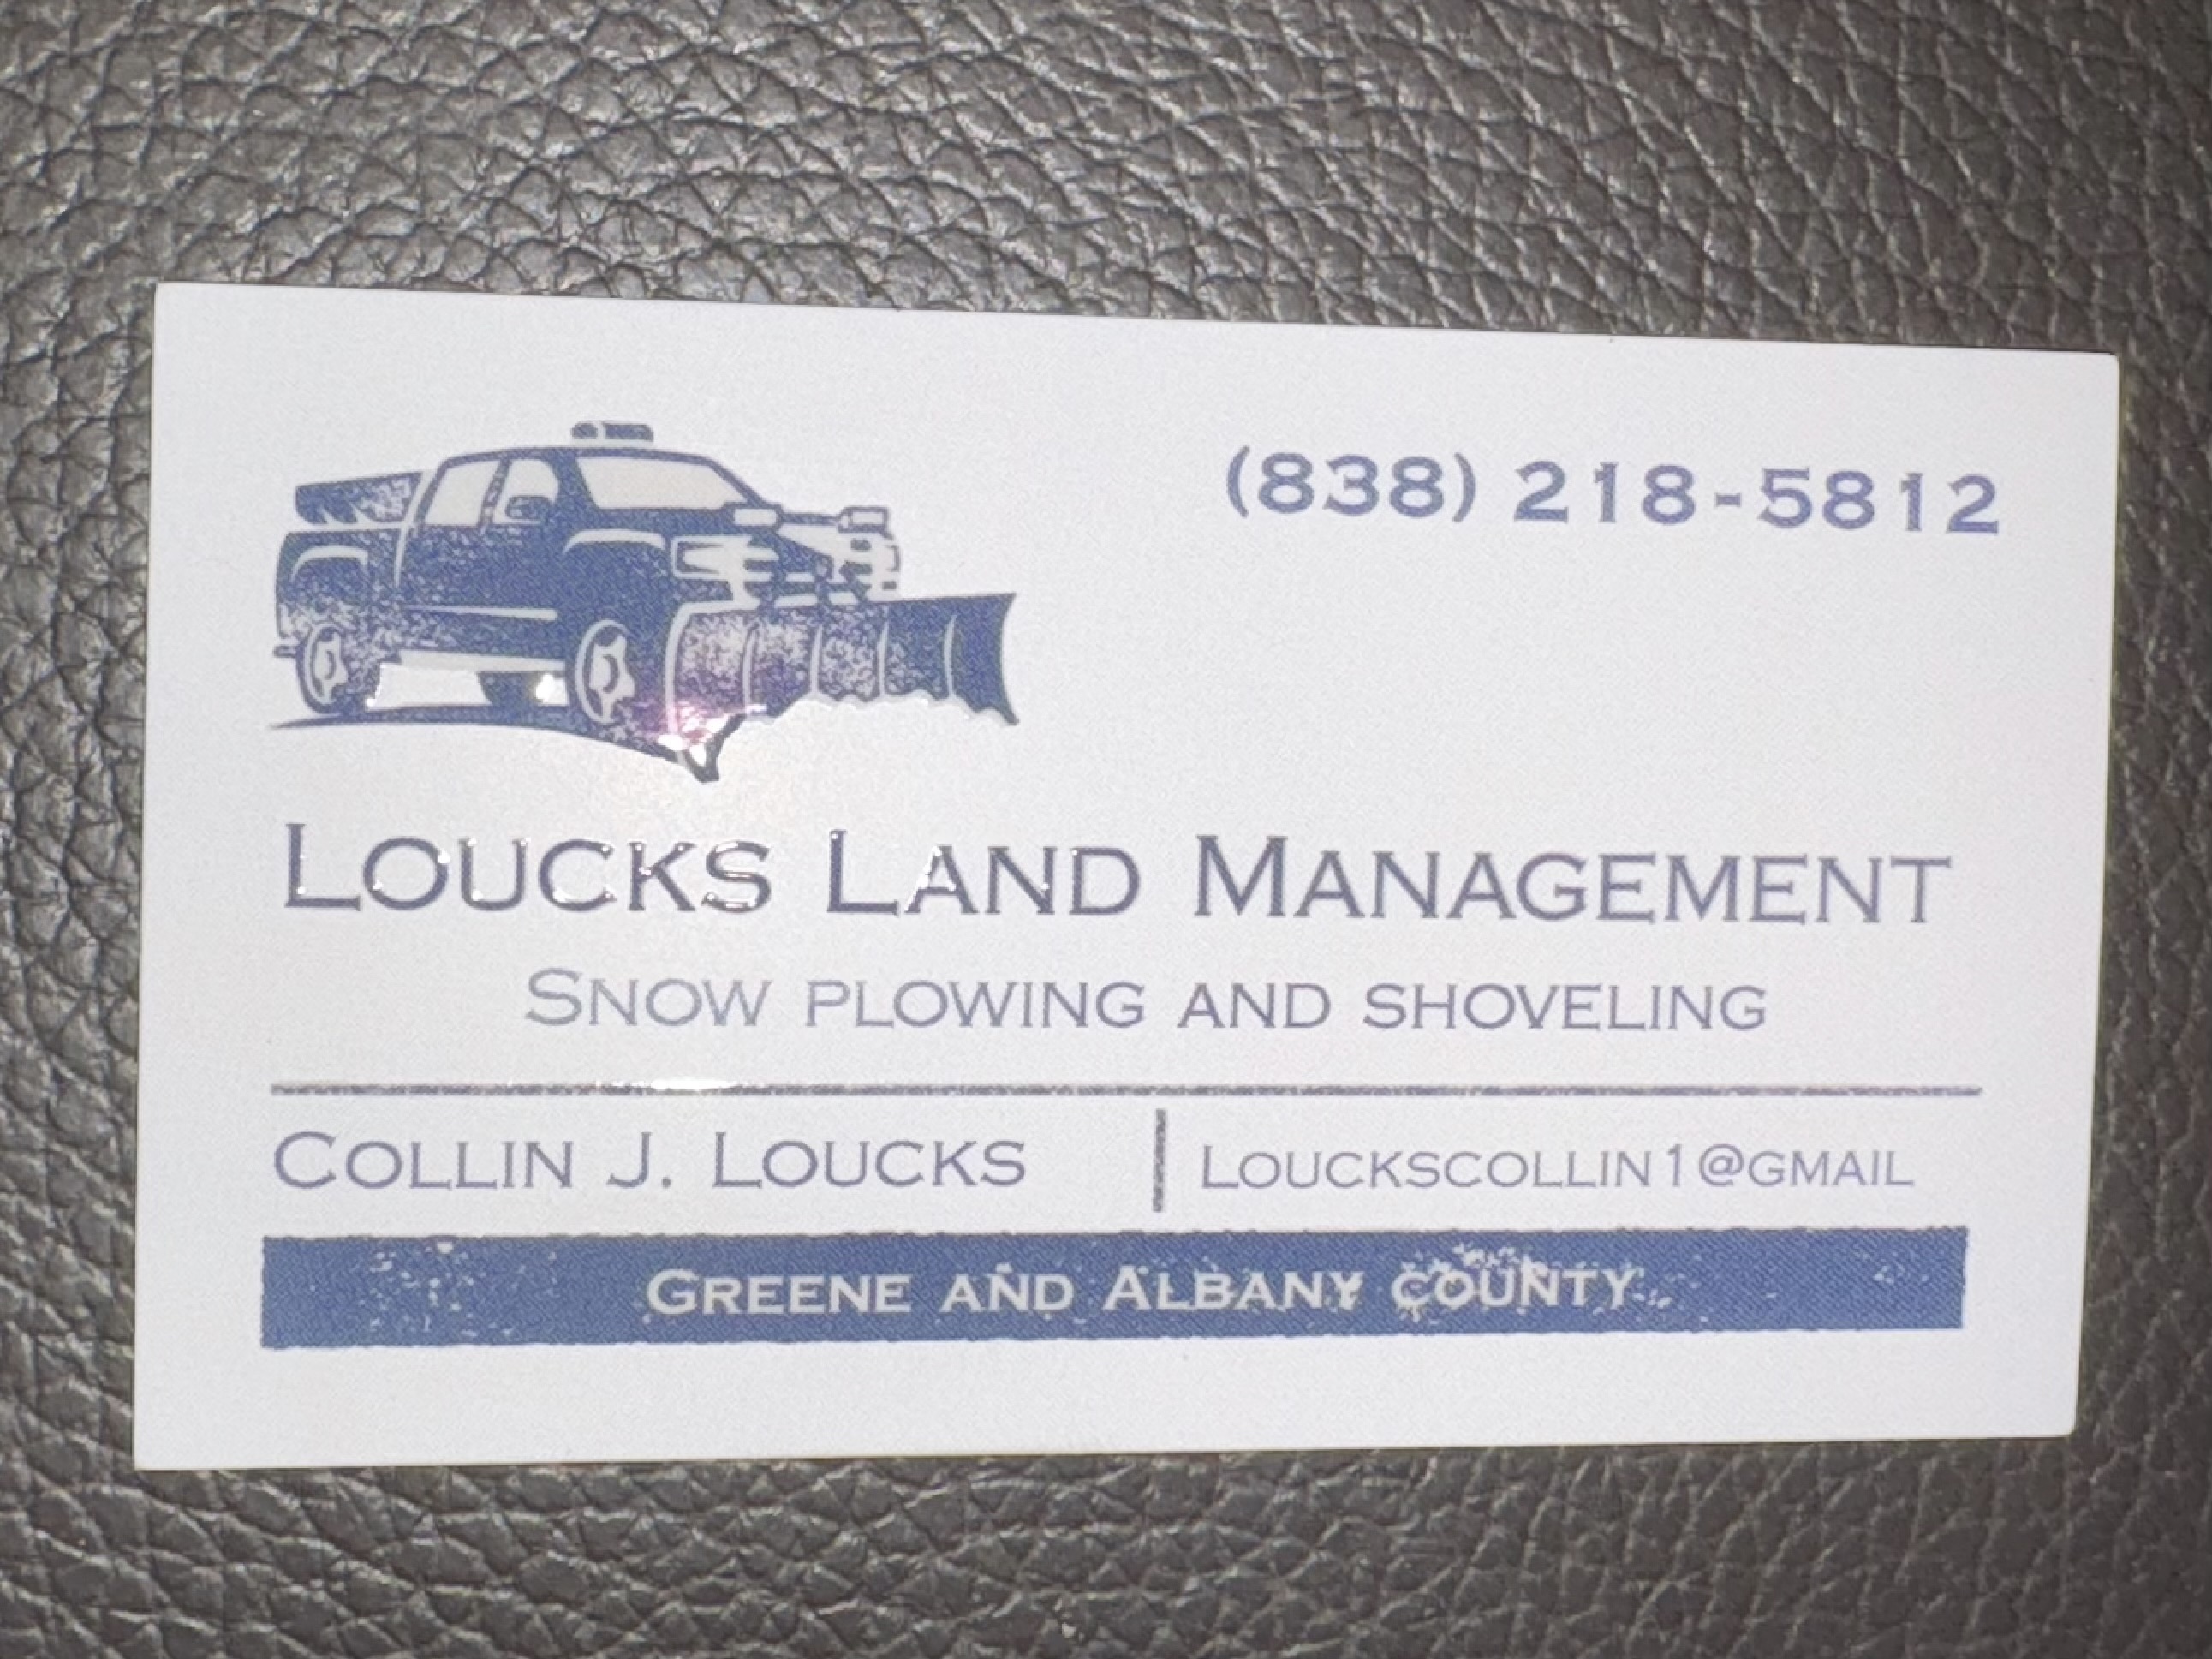 (838) 218-5812
LOUCKS LAND MANAGEMENT
SNOW PLOWING AND SHOVELING
COLLIN J. LOUCKS
LOUCKSCOLLIN1@GMAIL
GREENE AND ALBANY COUNTY